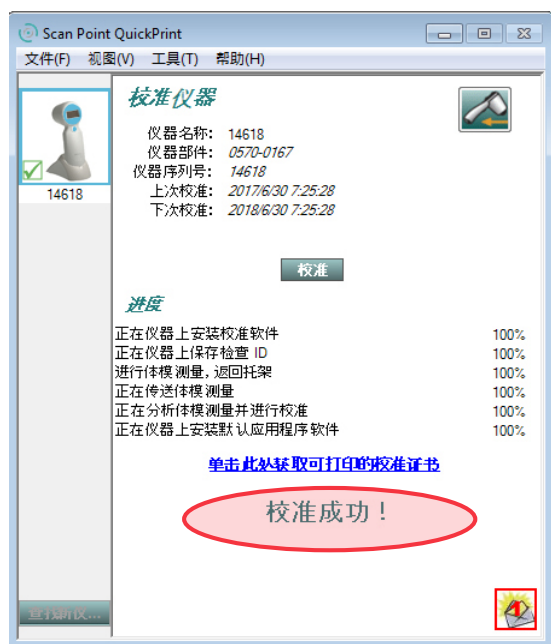 Scan Point QuickPrint
文件(F) 视图(V) 工具(T) 帮助(H)
14618
校准仪器
仪器名称: 14618
仪器部件: 0570-0167
仪器序列号: 14618
上次校准: 2017/6/30 7:25:28
下次校准: 2018/6/30 7:25:28
校准
进度
正在仪器上安装校准软件 100%
正在仪器上保存检查 ID 100%
进行体模测量, 返回托架 100%
正在传送体模测量 100%
正在分析体模测量并进行校准 100%
正在仪器上安装默认应用程序软件 100%
单击此处获取可打印的校准证书
校准成功！
查找新仪...